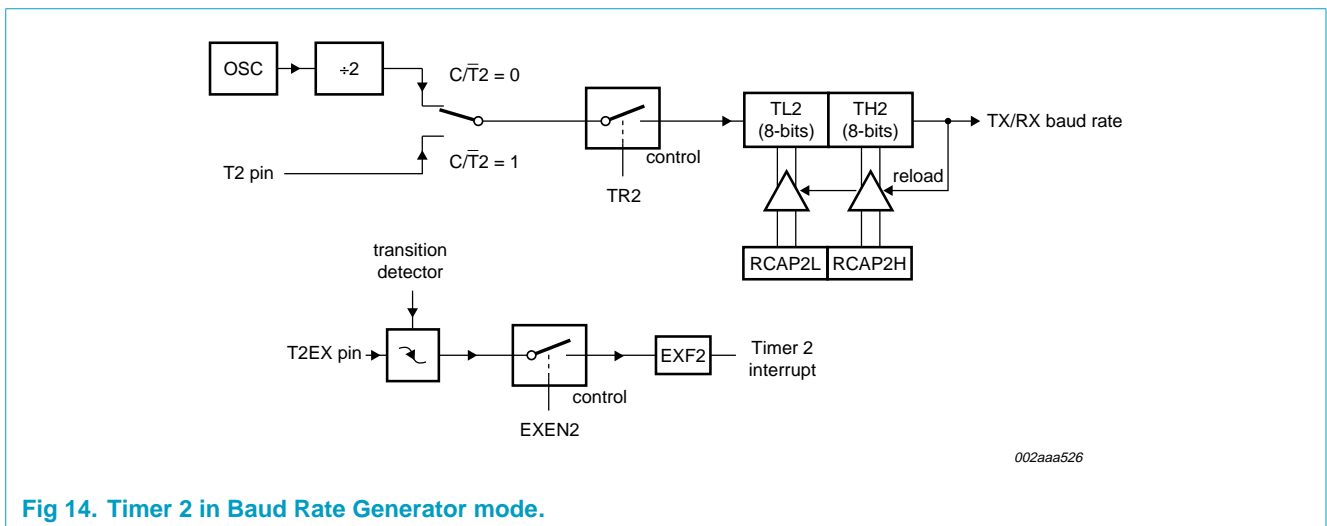 OSC
÷2
C/T̅2 = 0
C/T̅2 = 1
T2 pin
control
TR2
TL2
(8-bits)
TH2
(8-bits)
TX/RX baud rate
reload
RCAP2L
RCAP2H
transition
detector
T2EX pin
control
EXEN2
EXF2
Timer 2
interrupt
002aaa526
Fig 14. Timer 2 in Baud Rate Generator mode.